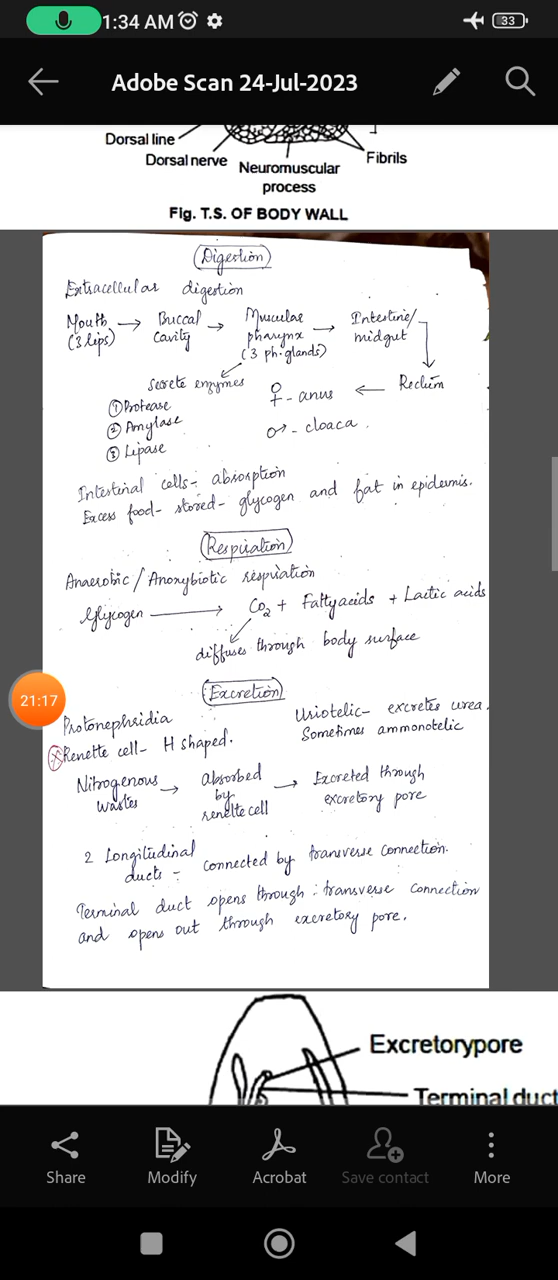 1:34 AM
33
Adobe Scan 24-Jul-2023
Dorsal line
Dorsal nerve
Neuromuscular
process
Fibrils
Fig. T.S. OF BODY WALL
Digestion
Extracellular digestion
Mouth → Buccal → Muscular → Intestine/
(3 lips) cavity pharynx midgut
(3 ph. glands)
Secrete enzymes ♀ - anus ← Rectum
① Protease
② Amylase ♂ - cloaca.
③ Lipase
Intestinal cells - absorption
Excess food - stored - glycogen and fat in epidermis.
Respiration
Anaerobic / Anoxybiotic respiration
Glycogen → CO2 + Fatty acids + Lactic acids
diffuses through body surface
21:17
Excretion
Protonephridia Uriotelic - excretes urea.
Renette cell - H shaped. Sometimes ammonotelic
Nitrogenous → absorbed → Excreted through
wastes by excretory pore
renette cell
2 Longitudinal
ducts - connected by transverse connection.
Terminal duct opens through : transverse connection
and opens out through excretory pore.
Excretorypore
Terminal duct
Share
Modify
Acrobat
Save contact
More